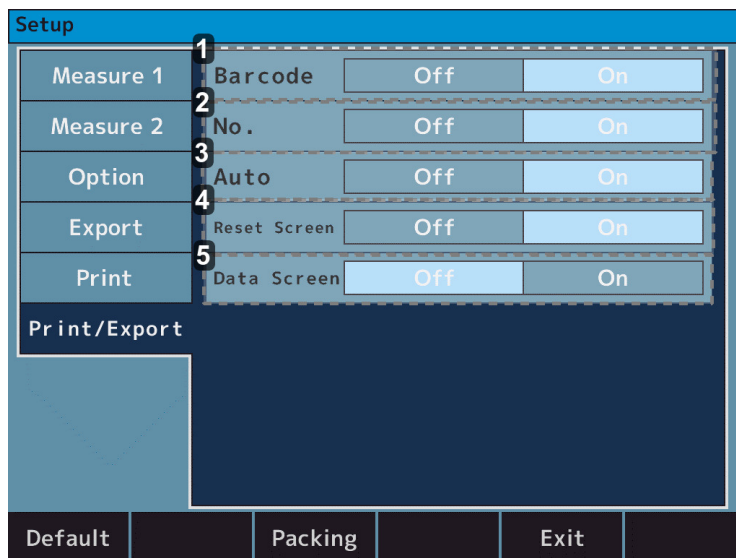 Setup
Measure 1
Measure 2
Option
Export
Print
Print/Export
1
Barcode Off On
2
No. Off On
3
Auto Off On
4
Reset Screen Off On
5
Data Screen Off On
Default Packing Exit